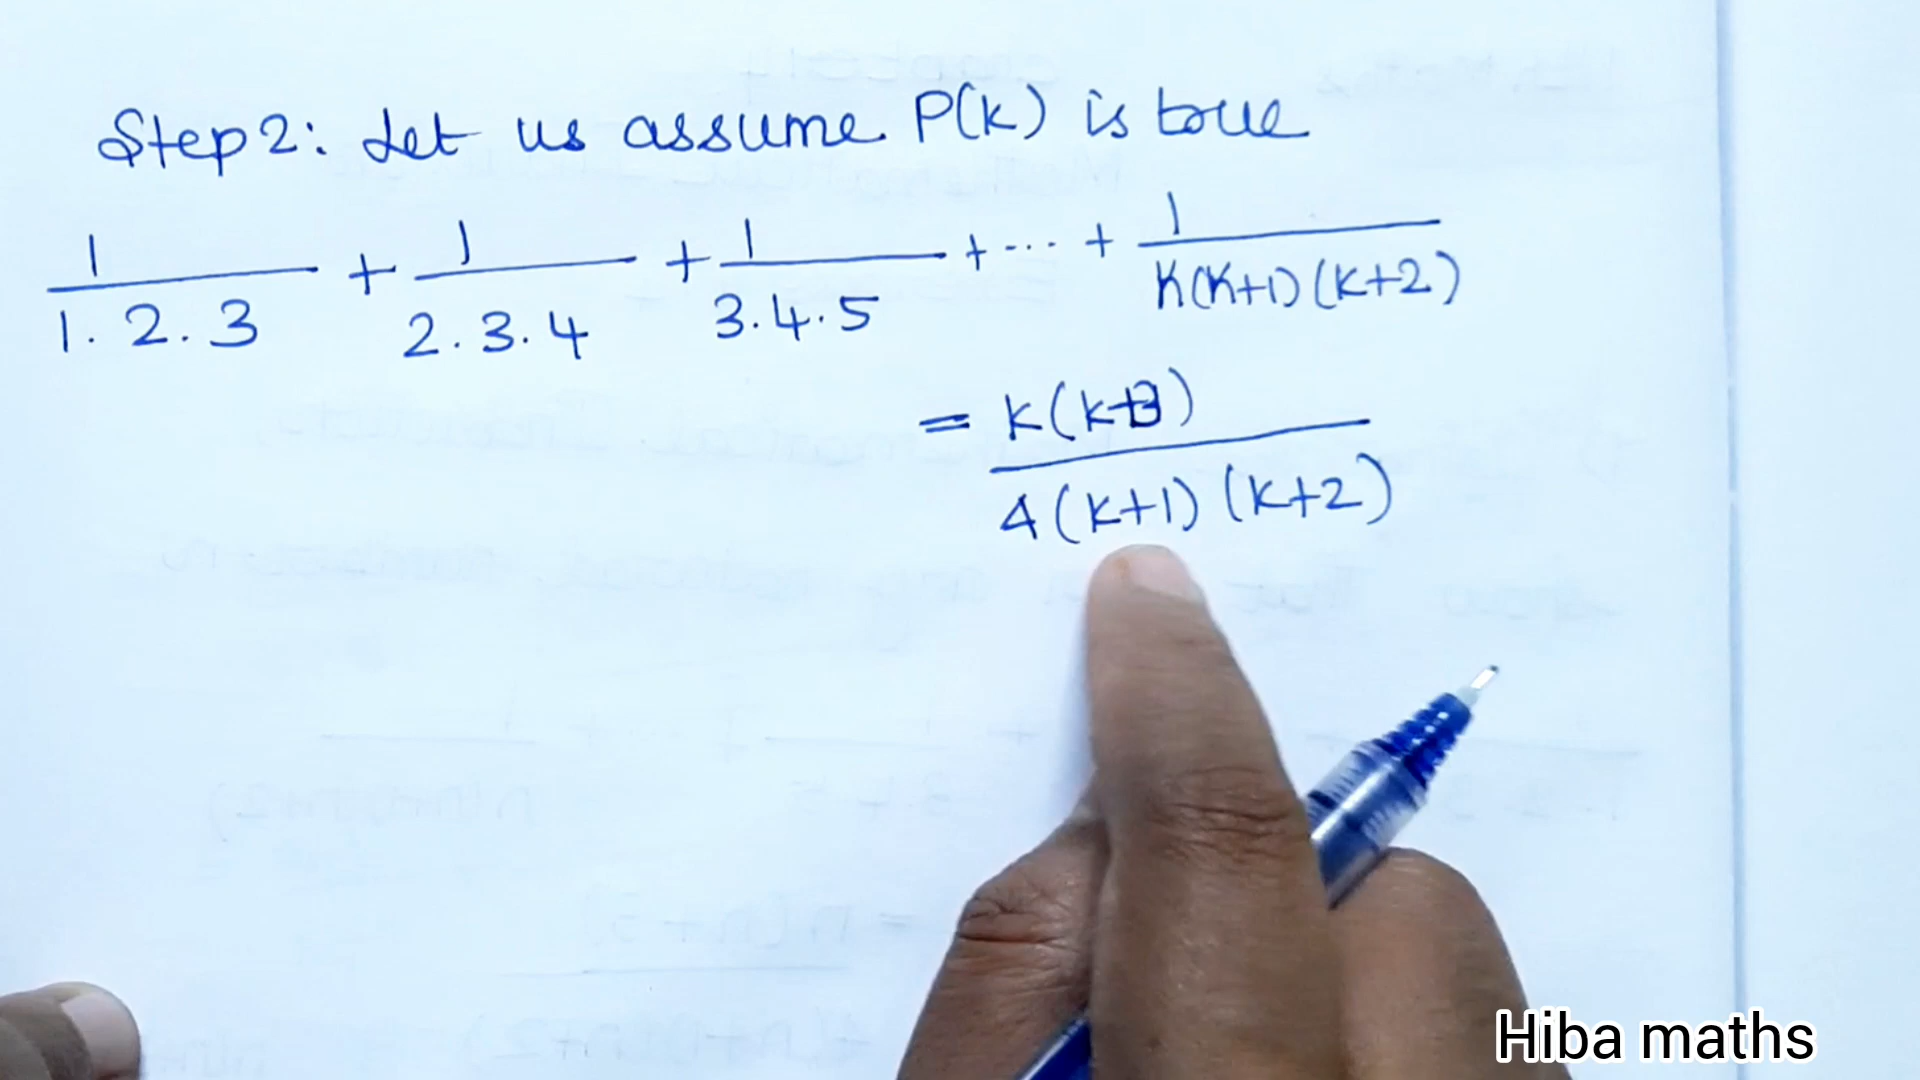 Step 2: Let us assume P(k) is true
1/1.2.3 + 1/2.3.4 + 1/3.4.5 + ... + 1/k(k+1)(k+2)
= k(k+3)/4(k+1)(k+2)
Hiba maths